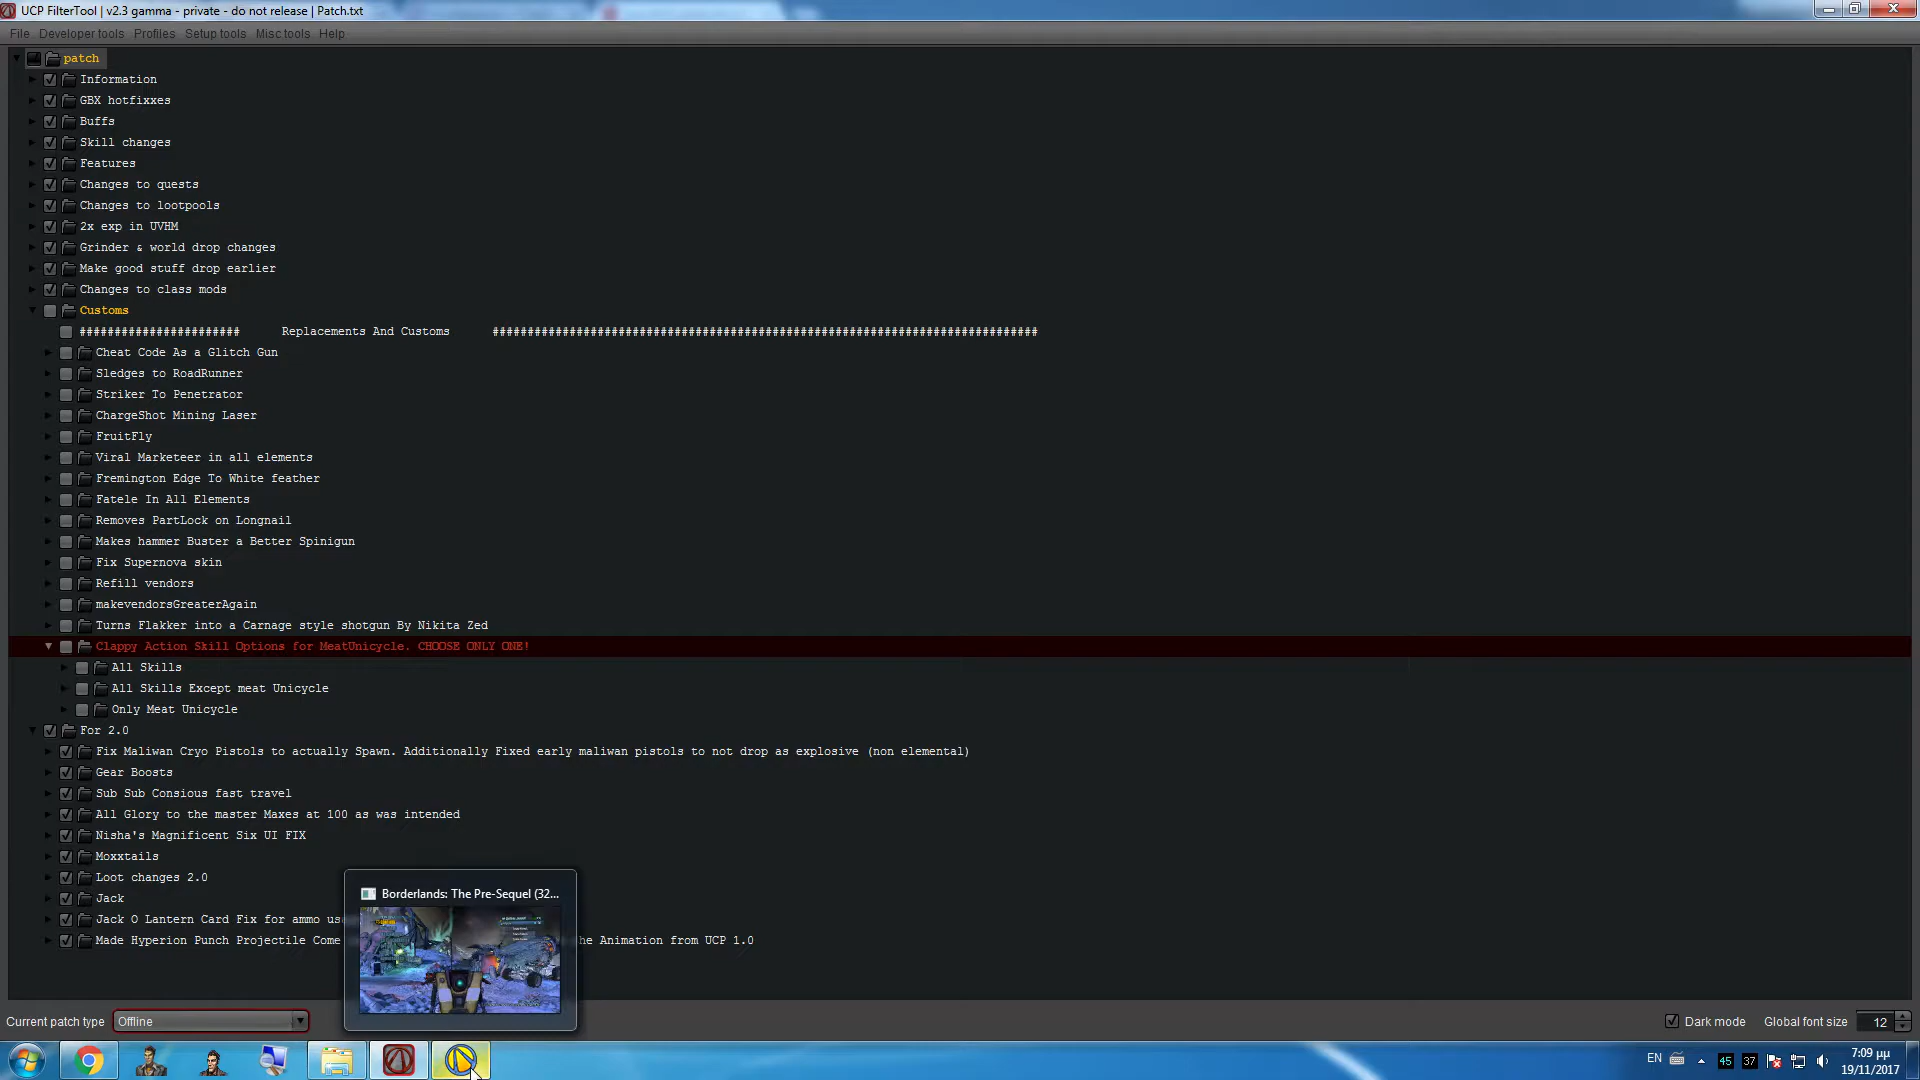 UCP FilterTool | v2.3 gamma - private - do not release | Patch.txt
File Developer tools Profiles Setup tools Misc tools Help
patch
Information
GBX hotfixxes
Buffs
Skill changes
Features
Changes to quests
Changes to lootpools
2x exp in UVHM
Grinder & world drop changes
Make good stuff drop earlier
Changes to class mods
Customs
####################### Replacements And Customs ##############################################################################
Cheat Code As a Glitch Gun
Sledges to RoadRunner
Striker To Penetrator
ChargeShot Mining Laser
FruitFly
Viral Marketeer in all elements
Fremington Edge To White feather
Fatele In All Elements
Removes PartLock on Longnail
Makes hammer Buster a Better Spinigun
Fix Supernova skin
Refill vendors
makevendorsGreaterAgain
Turns Flakker into a Carnage style shotgun By Nikita Zed
Clappy Action Skill Options for MeatUnicycle. CHOOSE ONLY ONE!
All Skills
All Skills Except meat Unicycle
Only Meat Unicycle
For 2.0
Fix Maliwan Cryo Pistols to actually Spawn. Additionally Fixed early maliwan pistols to not drop as explosive (non elemental)
Gear Boosts
Sub Sub Consious fast travel
All Glory to the master Maxes at 100 as was intended
Nisha's Magnificent Six UI FIX
Moxxtails
Loot changes 2.0
Jack
Jack O Lantern Card Fix for ammo us
Made Hyperion Punch Projectile Come he Animation from UCP 1.0
Borderlands: The Pre-Sequel (32...
Current patch type Offline
Dark mode Global font size 12
EN 45 37 7:09 μμ
19/11/2017